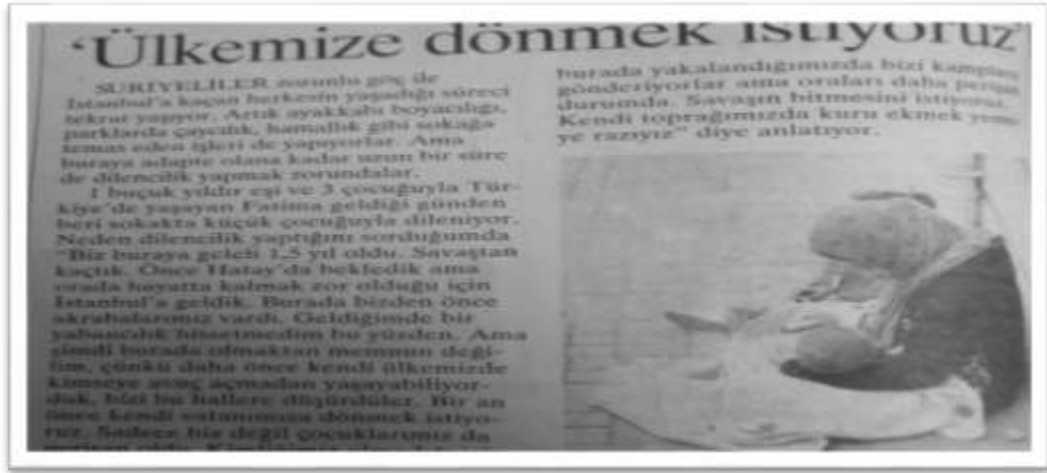 'Ülkemize dönmek istiyoruz'
SURİYELİLER zorunlu göç ile
İstanbul'a kaçan herkesin yaşadığı süreci
tekrar yaşıyor. Artık ayakkabı boyacılığı,
parklarda çaycılık, hamallık gibi sokağa
temas eden işleri de yapıyorlar. Ama
buraya adapte olana kadar uzun bir süre
de dilencilik yapmak zorundalar.
1 buçuk yıldır eşi ve 3 çocuğuyla Tür-
kiye'de yaşayan Fatima geldiği günden
beri sokakta küçük çocuğuyla dileniyor.
Neden dilencilik yaptığını sorduğumda
"Biz buraya geleli 1,5 yıl oldu. Savaştan
kaçtık. Önce Hatay'da bekledik ama
orada hayatta kalmak zor olduğu için
İstanbul'a geldik. Burada bizden önce
akrabalarımız vardı. Geldiğimde bir
yabancılık hissetmedim bu yüzden. Ama
şimdi burada olmaktan memnun deği-
lim, çünkü daha önce kendi ülkemizde
kimseye avuç açmadan yaşayabiliyor-
duk, bizi bu hallere düşürdüler. Bir an
önce kendi vatanımıza dönmek istiyo-
ruz. Sadece biz değil çocuklarımız da
burada yakalandığımızda bizi kamplara
gönderiyorlar ama oraları daha perişan
durumda. Savaşın bitmesini istiyoruz.
Kendi toprağımızda kuru ekmek yeme-
ye razıyız" diye anlatıyor.